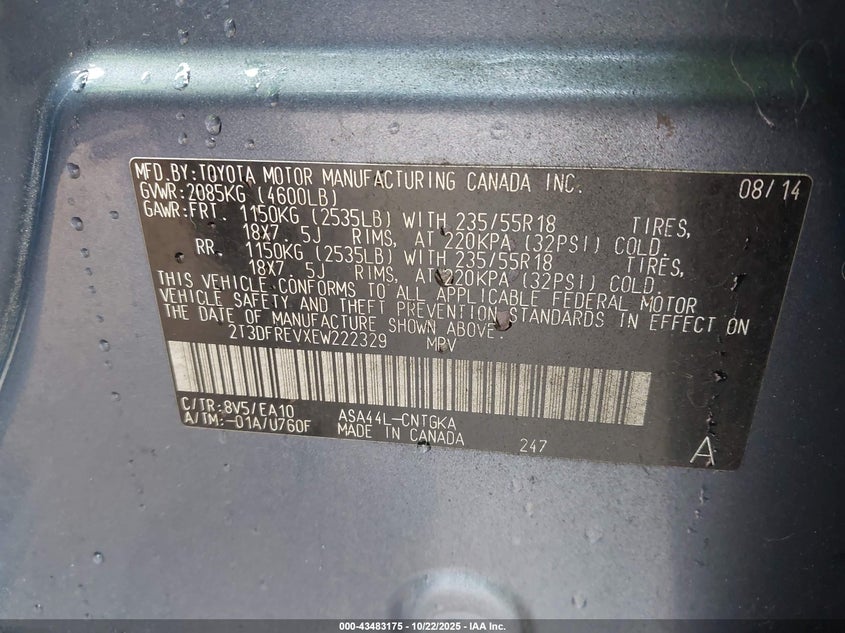 MFD.BY:TOYOTA MOTOR MANUFACTURING CANADA INC. 08/14
GVWR:2085KG (4600LB)
GAWR:FRT. 1150KG (2535LB) WITH 235/55R18 TIRES,
18X7.5J RIMS, AT 220KPA (32PSI) COLD.
RR. 1150KG (2535LB) WITH 235/55R18 TIRES,
18X7.5J RIMS, AT 220KPA (32PSI) COLD.
THIS VEHICLE CONFORMS TO ALL APPLICABLE FEDERAL MOTOR
VEHICLE SAFETY AND THEFT PREVENTION STANDARDS IN EFFECT ON
THE DATE OF MANUFACTURE SHOWN ABOVE.
2T3DFREVXEW222329 MPV
C/TR:8V5/EA10 ASA44L-CNTGKA
A/TM:-01A/U760F MADE IN CANADA 247 A
000-43483175 - 10/22/2025 - IAA Inc.